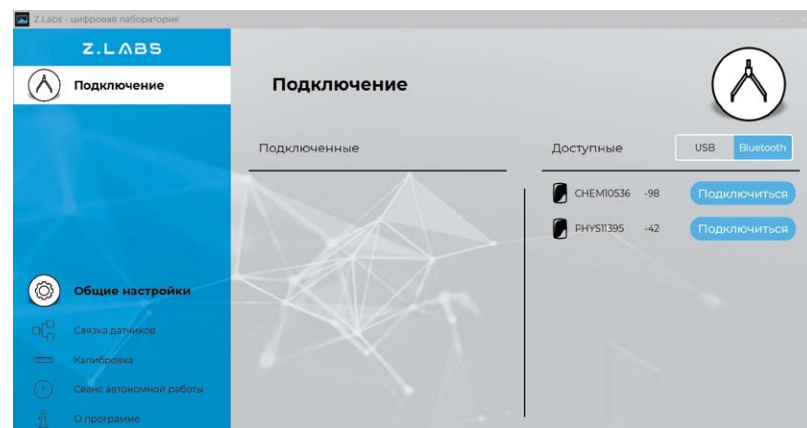 Z.Labs - цифровая лаборатория
Z.LABS
Подключение
Подключение
Подключенные
Доступные
USB
Bluetooth
CHEM10536 -98 Подключиться
PHYS11395 -42 Подключиться
Общие настройки
Связка датчиков
Калибровка
Сеанс автономной работы
О программе